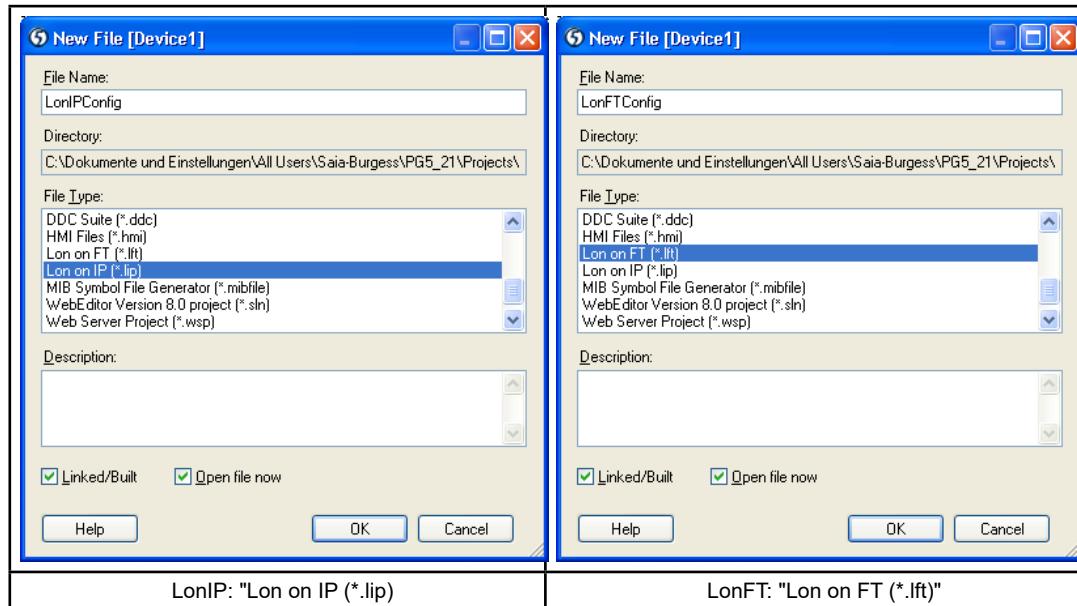 New File [Device1]
File Name:
LonIPConfig
Directory:
C:\Dokumente und Einstellungen\All Users\Saia-Burgess\PG5_21\Projects\
File Type:
DDC Suite (*.ddc)
HMI Files (*.hmi)
Lon on FT (*.lft)
Lon on IP (*.lip)
MIB Symbol File Generator (*.mibfile)
WebEditor Version 8.0 project (*.sln)
Web Server Project (*.wsp)
Description:
Linked/Built Open file now
Help OK Cancel
LonIP: "Lon on IP (*.lip)
New File [Device1]
File Name:
LonFTConfig
Directory:
C:\Dokumente und Einstellungen\All Users\Saia-Burgess\PG5_21\Projects\
File Type:
DDC Suite (*.ddc)
HMI Files (*.hmi)
Lon on FT (*.lft)
Lon on IP (*.lip)
MIB Symbol File Generator (*.mibfile)
WebEditor Version 8.0 project (*.sln)
Web Server Project (*.wsp)
Description:
Linked/Built Open file now
Help OK Cancel
LonFT: "Lon on FT (*.lft)"